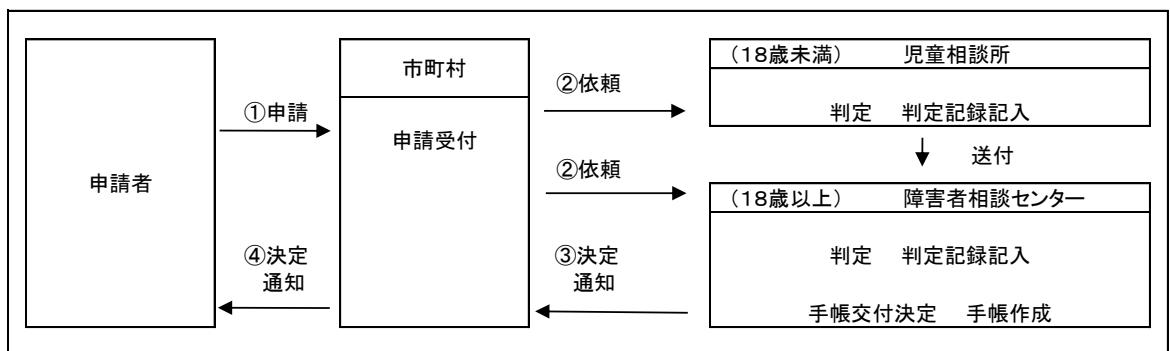 申請者
①申請
④決定
通知
市町村
申請受付
②依頼
②依頼
③決定
通知
（18歳未満）　児童相談所
判定　判定記録記入
送付
（18歳以上）　障害者相談センター
判定　判定記録記入
手帳交付決定　手帳作成